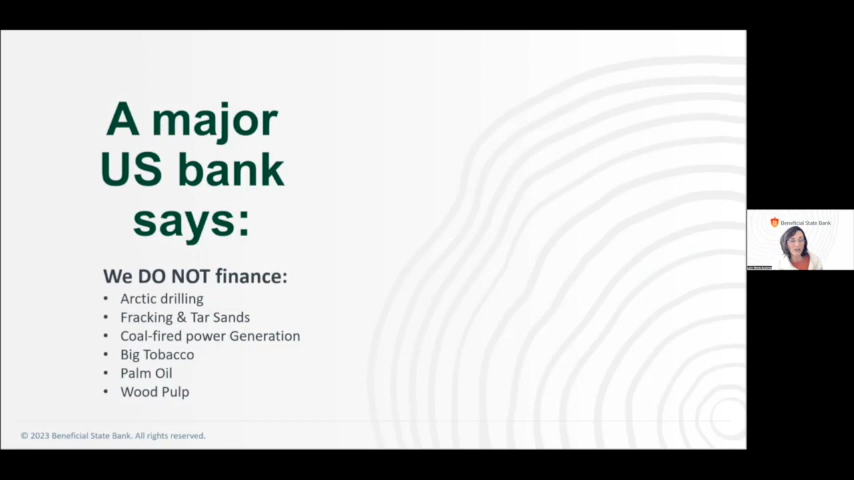 A major
US bank
says:
We DO NOT finance:
• Arctic drilling
• Fracking & Tar Sands
• Coal-fired power Generation
• Big Tobacco
• Palm Oil
• Wood Pulp
© 2023 Beneficial State Bank. All rights reserved.
Beneficial State Bank